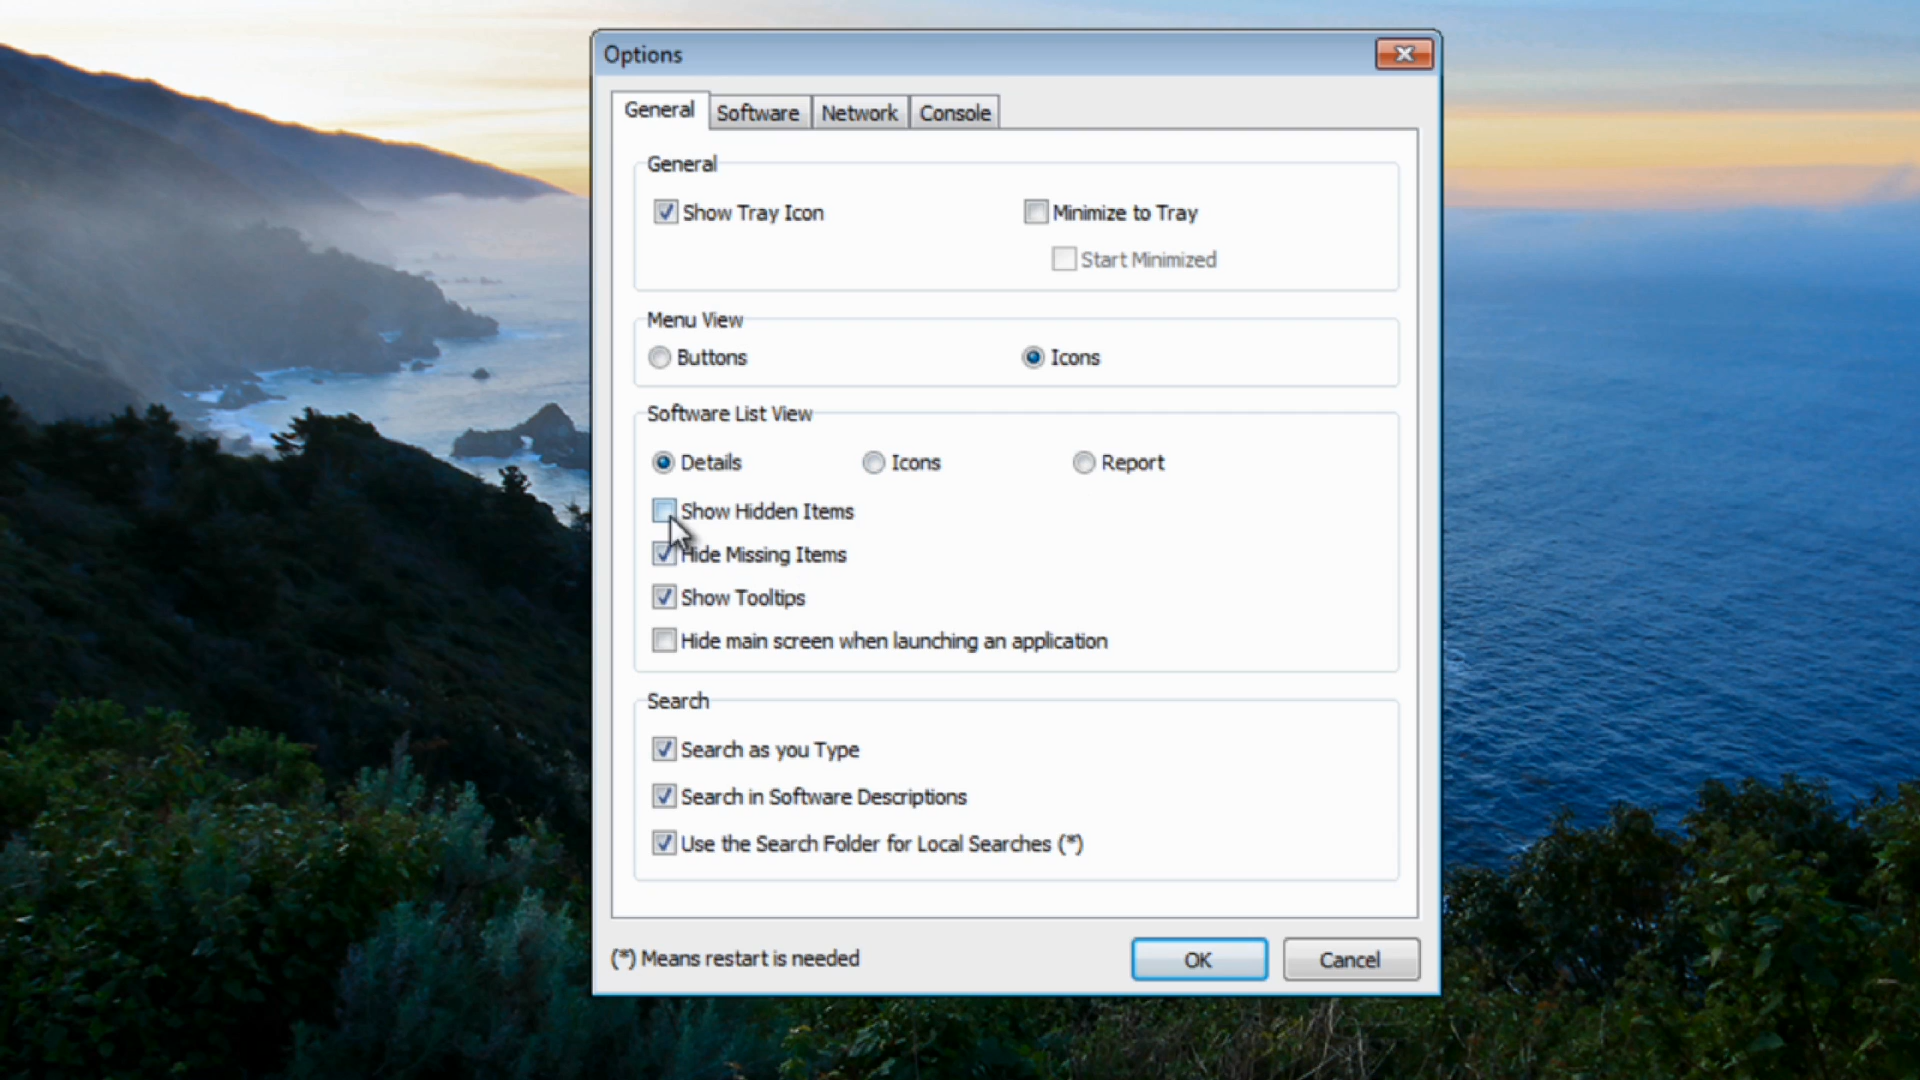 Options
General Software Network Console
General
Show Tray Icon Minimize to Tray
Start Minimized
Menu View
Buttons Icons
Software List View
Details Icons Report
Show Hidden Items
Hide Missing Items
Show Tooltips
Hide main screen when launching an application
Search
Search as you Type
Search in Software Descriptions
Use the Search Folder for Local Searches (*)
(*) Means restart is needed OK Cancel